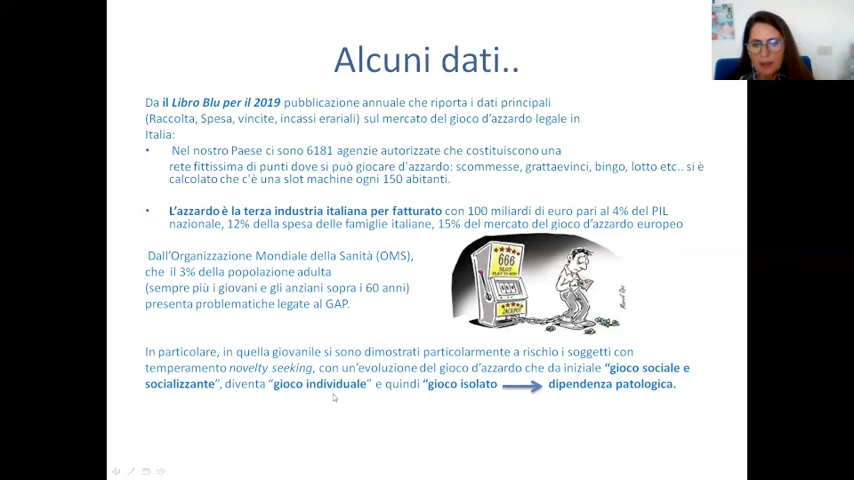 Alcuni dati..
Da il Libro Blu per il 2019 pubblicazione annuale che riporta i dati principali
(Raccolta, Spesa, vincite, incassi erariali) sul mercato del gioco d'azzardo legale in
Italia:
• Nel nostro Paese ci sono 6181 agenzie autorizzate che costituiscono una
rete fittissima di punti dove si può giocare d'azzardo: scommesse, grattaevinci, bingo, lotto etc.. si è
calcolato che c'è una slot machine ogni 150 abitanti.
• L'azzardo è la terza industria italiana per fatturato con 100 miliardi di euro pari al 4% del PIL
nazionale, 12% della spesa delle famiglie italiane, 15% del mercato del gioco d'azzardo europeo
Dall'Organizzazione Mondiale della Sanità (OMS),
che il 3% della popolazione adulta
(sempre più i giovani e gli anziani sopra i 60 anni)
presenta problematiche legate al GAP.
666
SLOT
PLAY TO WIN
JACKPOT
In particolare, in quella giovanile si sono dimostrati particolarmente a rischio i soggetti con
temperamento novelty seeking, con un'evoluzione del gioco d'azzardo che da iniziale "gioco sociale e
socializzante", diventa "gioco individuale" e quindi "gioco isolato dipendenza patologica.